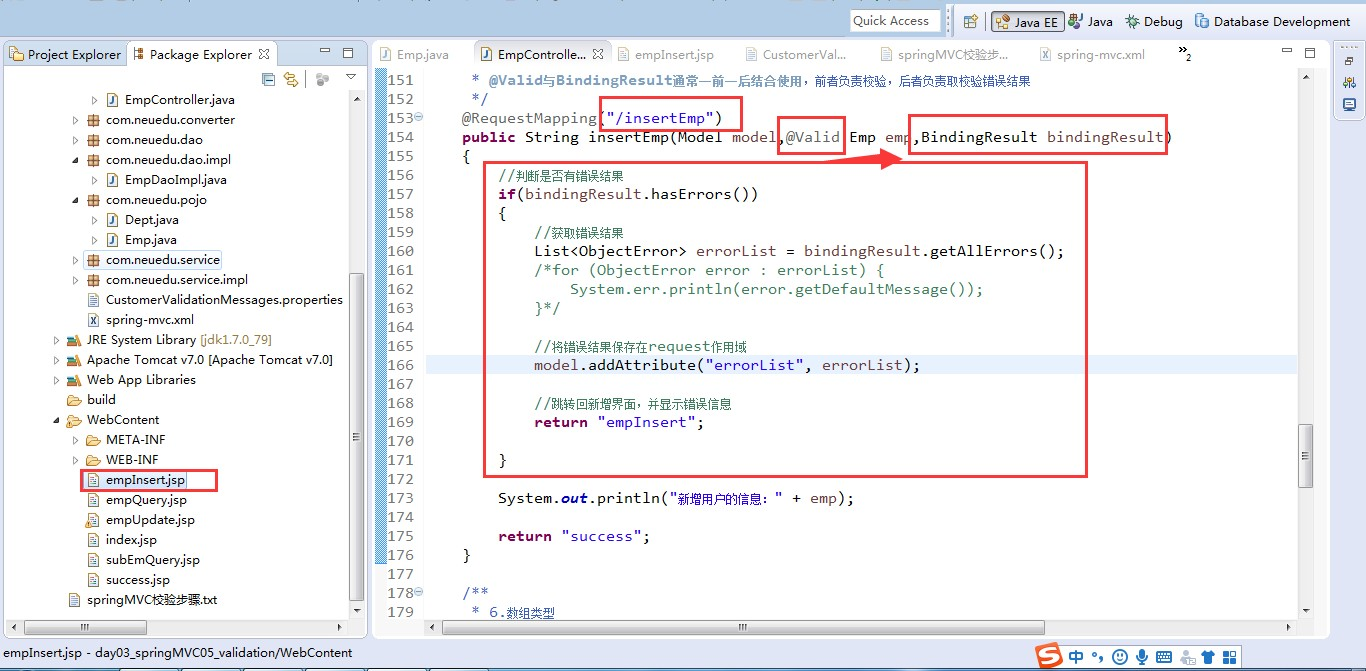 Quick Access
Java EE
Java
Debug
Database Development
Project Explorer
Package Explorer
EmpController.java
com.neuedu.converter
com.neuedu.dao
com.neuedu.dao.impl
EmpDaoImpl.java
com.neuedu.pojo
Dept.java
Emp.java
com.neuedu.service
com.neuedu.service.impl
CustomerValidationMessages.properties
spring-mvc.xml
JRE System Library [jdk1.7.0_79]
Apache Tomcat v7.0 [Apache Tomcat v7.0]
Web App Libraries
build
WebContent
META-INF
WEB-INF
empInsert.jsp
empQuery.jsp
empUpdate.jsp
index.jsp
subEmQuery.jsp
success.jsp
springMVC校验步骤.txt
Emp.java
EmpControlle...
empInsert.jsp
CustomerVal...
springMVC校验步...
spring-mvc.xml
»2
151 * @Valid与BindingResult通常一前一后结合使用，前者负责校验，后者负责取校验错误结果
152 */
153 @RequestMapping("/insertEmp")
154 public String insertEmp(Model model,@Valid Emp emp,BindingResult bindingResult)
155 {
156 //判断是否有错误结果
157 if(bindingResult.hasErrors())
158 {
159 //获取错误结果
160 List<ObjectError> errorList = bindingResult.getAllErrors();
161 /*for (ObjectError error : errorList) {
162 System.err.println(error.getDefaultMessage());
163 }*/
164
165 //将错误结果保存在request作用域
166 model.addAttribute("errorList", errorList);
167
168 //跳转回新增界面，并显示错误信息
169 return "empInsert";
170
171 }
172
173 System.out.println("新增用户的信息：" + emp);
174
175 return "success";
176 }
177
178 /**
179 * 6.数组类型
empInsert.jsp - day03_springMVC05_validation/WebContent
S 中